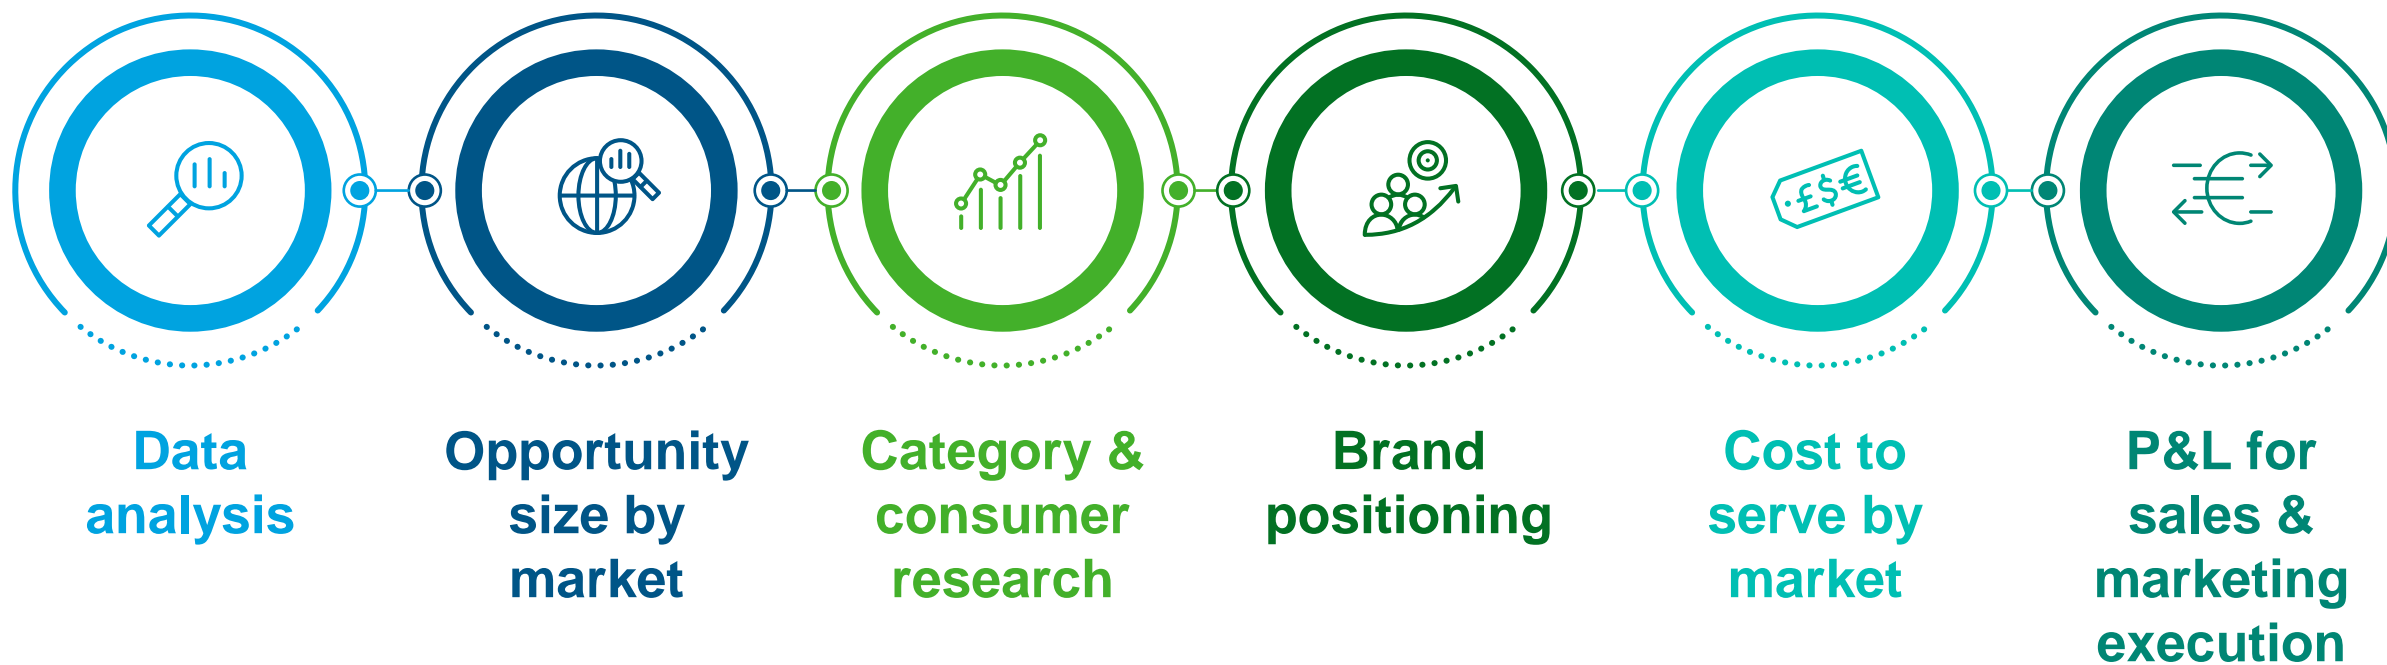 £$€
Data
analysis
Opportunity
size by
market
Category &
consumer
research
Brand
positioning
Cost to
serve by
market
P&L for
sales &
marketing
execution